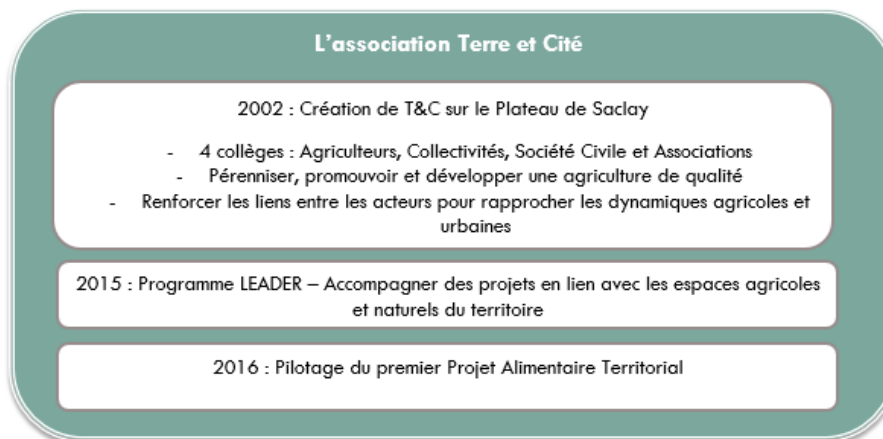 L'association Terre et Cité
2002 : Création de T&C sur le Plateau de Saclay
- 4 collèges : Agriculteurs, Collectivités, Société Civile et Associations
- Pérenniser, promouvoir et développer une agriculture de qualité
- Renforcer les liens entre les acteurs pour rapprocher les dynamiques agricoles et
urbaines
2015 : Programme LEADER – Accompagner des projets en lien avec les espaces agricoles
et naturels du territoire
2016 : Pilotage du premier Projet Alimentaire Territorial